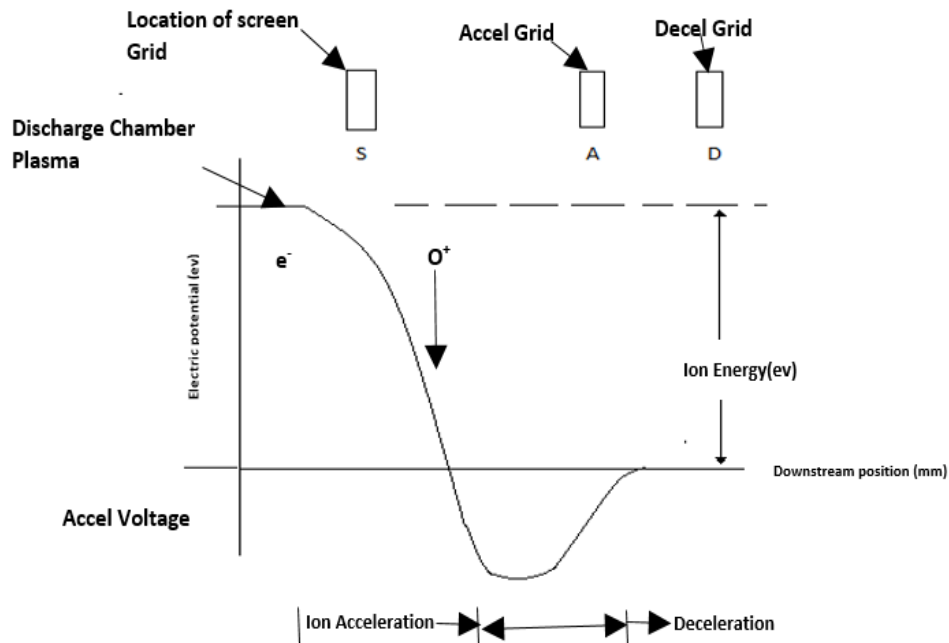 Location of screen
Grid
Accel Grid
Decel Grid
S
A
D
Discharge Chamber
Plasma
e-
O+
Electric potential (ev)
Ion Energy(ev)
Downstream position (mm)
Accel Voltage
Ion Acceleration
Deceleration